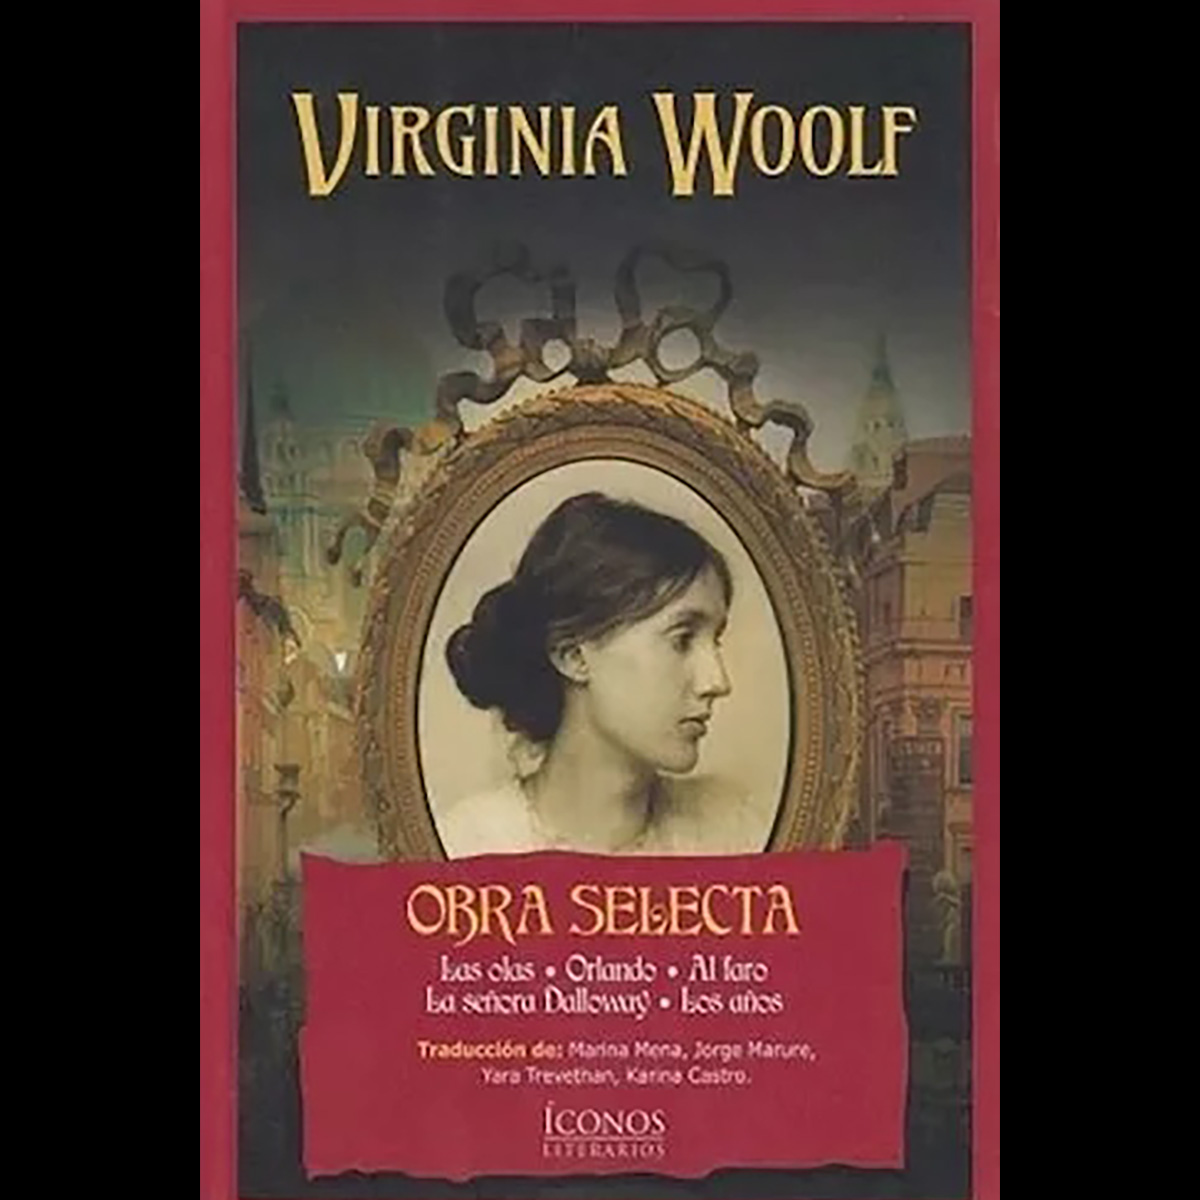 VIRGINIA WOOLF
OBRA SELECTA
Las olas • Orlando • Al faro
La señora Dalloway • Los años
Traducción de: Marina Mena, Jorge Marure,
Yara Trevethan, Karina Castro.
ÍCONOS
LITERARIOS